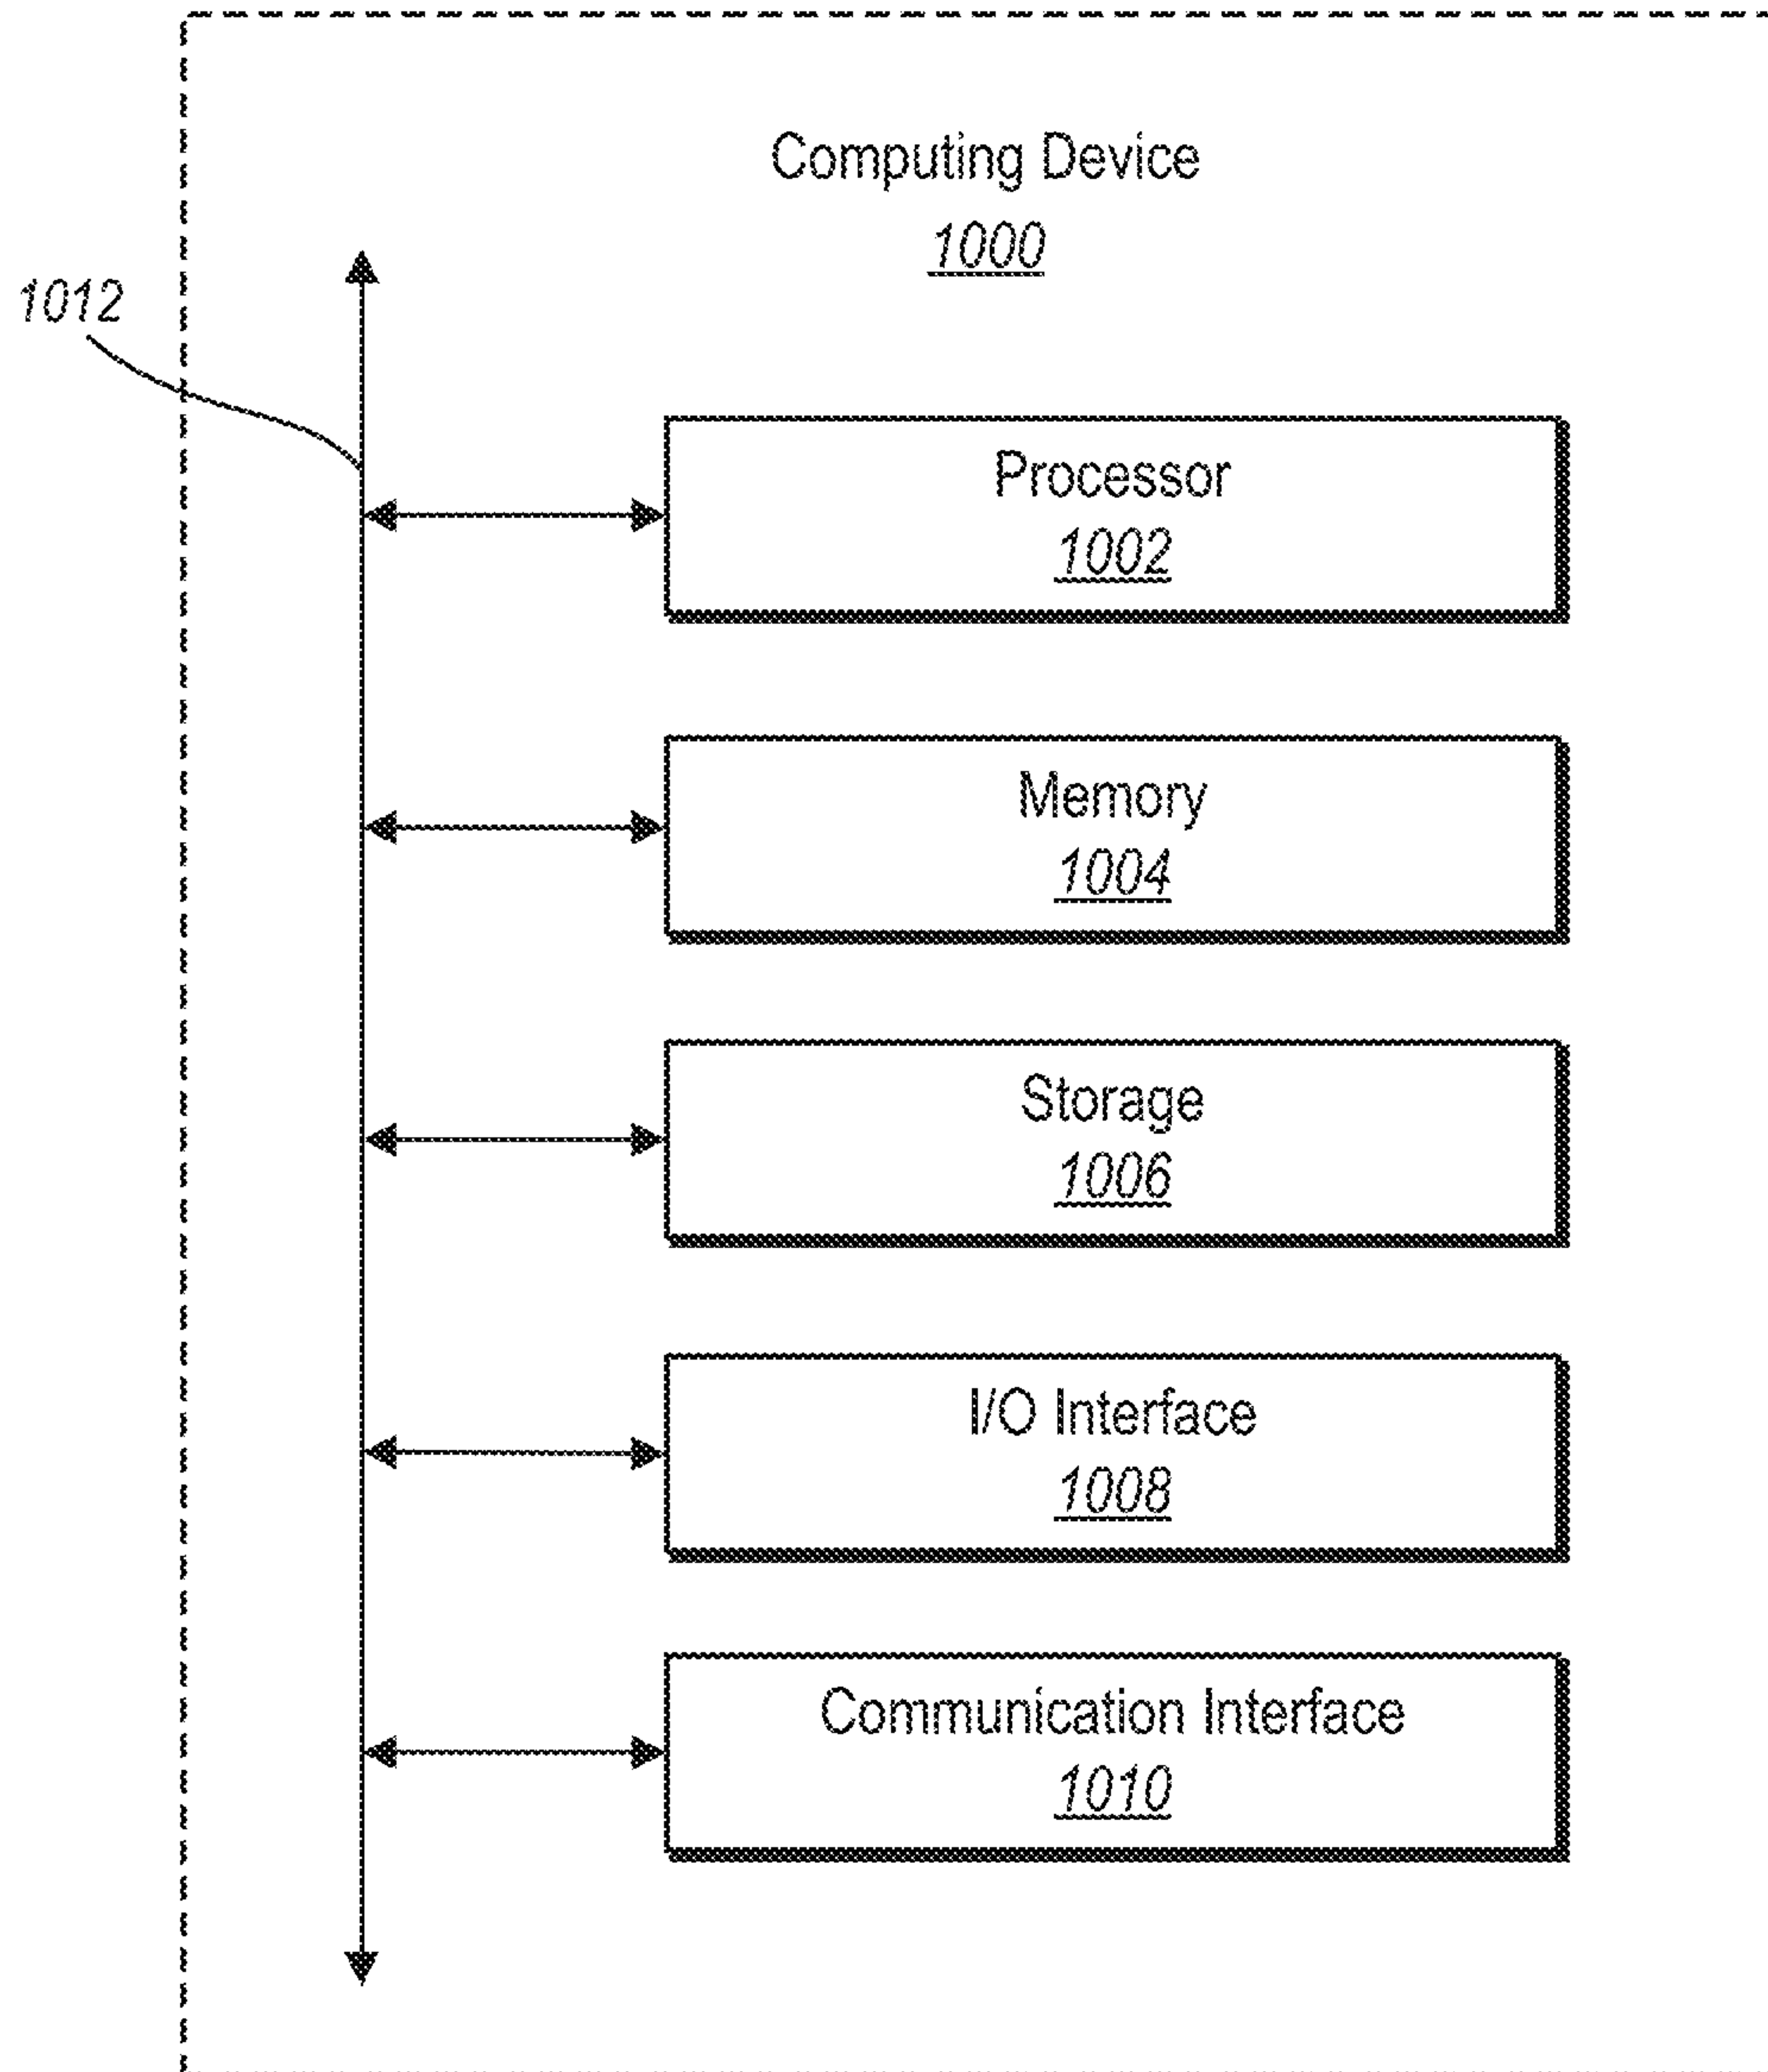 Computing Device
1000
1012
Processor
1002
Memory
1004
Storage
1006
I/O Interface
1008
Communication Interface
1010